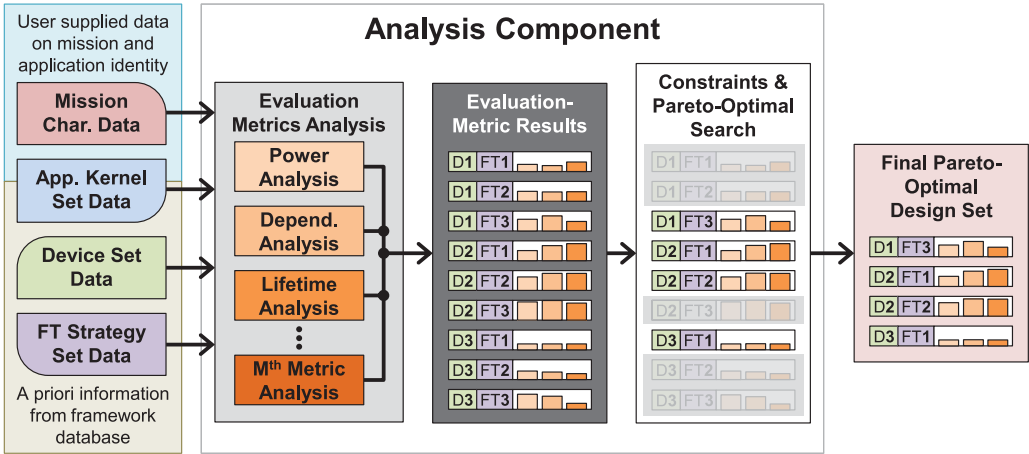 User supplied data
on mission and
application identity
Mission
Char. Data
App. Kernel
Set Data
Device Set
Data
FT Strategy
Set Data
A priori information
from framework
database
Analysis Component
Evaluation
Metrics Analysis
Power
Analysis
Depend.
Analysis
Lifetime
Analysis
Mth Metric
Analysis
Evaluation-
Metric Results
D1 FT1
D1 FT2
D1 FT3
D2 FT1
D2 FT2
D2 FT3
D3 FT1
D3 FT2
D3 FT3
Constraints &
Pareto-Optimal
Search
D1 FT1
D1 FT2
D1 FT3
D2 FT1
D2 FT2
D2 FT3
D3 FT1
D3 FT2
D3 FT3
Final Pareto-
Optimal
Design Set
D1 FT3
D2 FT1
D2 FT2
D3 FT1